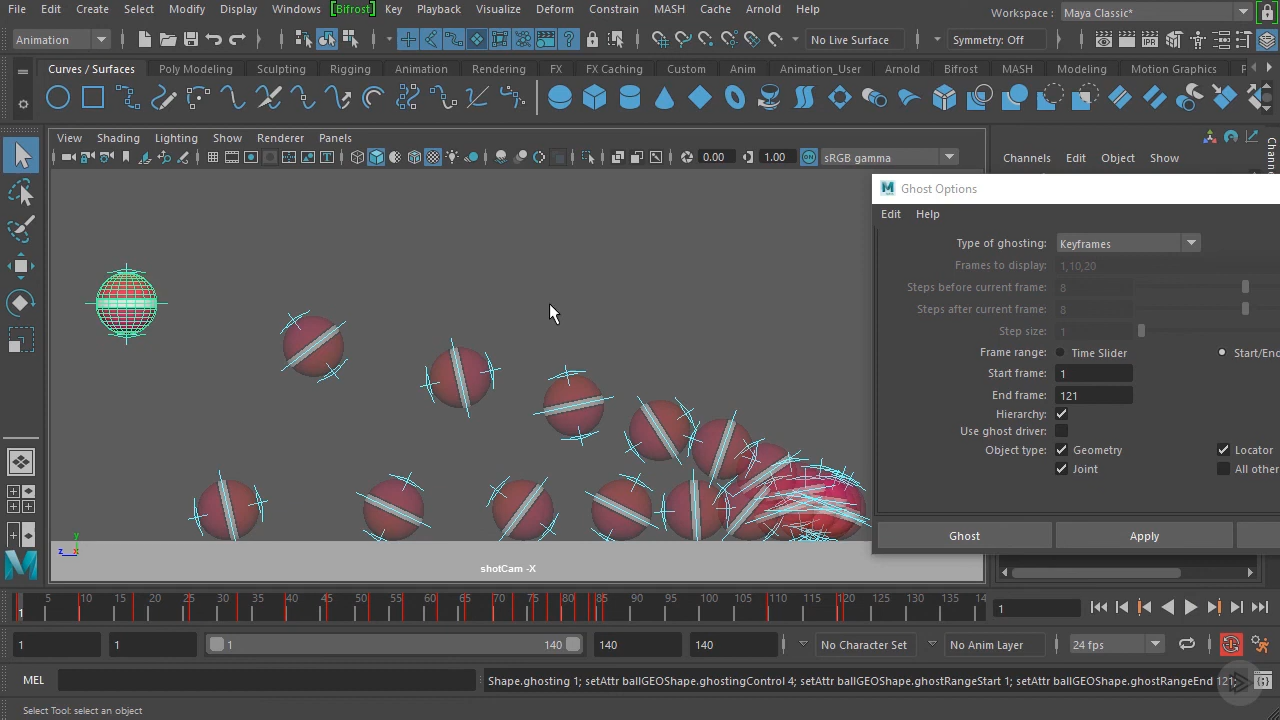 File Edit Create Select Modify Display Windows [Bifrost] Key Playback Visualize Deform Constrain MASH Cache Arnold Help
Workspace : Maya Classic*
Animation
No Live Surface
Symmetry: Off
Curves / Surfaces Poly Modeling Sculpting Rigging Animation Rendering FX FX Caching Custom Anim Animation_User Arnold Bifrost MASH Modeling Motion Graphics P
View Shading Lighting Show Renderer Panels
0.00 1.00 ON sRGB gamma
Channels Edit Object Show
Chann
M Ghost Options
Edit Help
Type of ghosting: Keyframes
Frames to display: 1,10,20
Steps before current frame: 8
Steps after current frame: 8
Step size: 1
Frame range: Time Slider Start/End
Start frame: 1
End frame: 121
Hierarchy:
Use ghost driver:
Object type: Geometry Locator
Joint All other
Ghost Apply
y
z x
shotCam -X
5 10 15 20 25 30 35 40 45 50 55 60 65 70 75 80 85 90 95 100 105 110 115 120 125 130 135 14
1
1
1 1 1 140 140 140 No Character Set No Anim Layer 24 fps
MEL Shape.ghosting 1; setAttr ballGEOShape.ghostingControl 4; setAttr ballGEOShape.ghostRangeStart 1; setAttr ballGEOShape.ghostRangeEnd 121
Select Tool: select an object